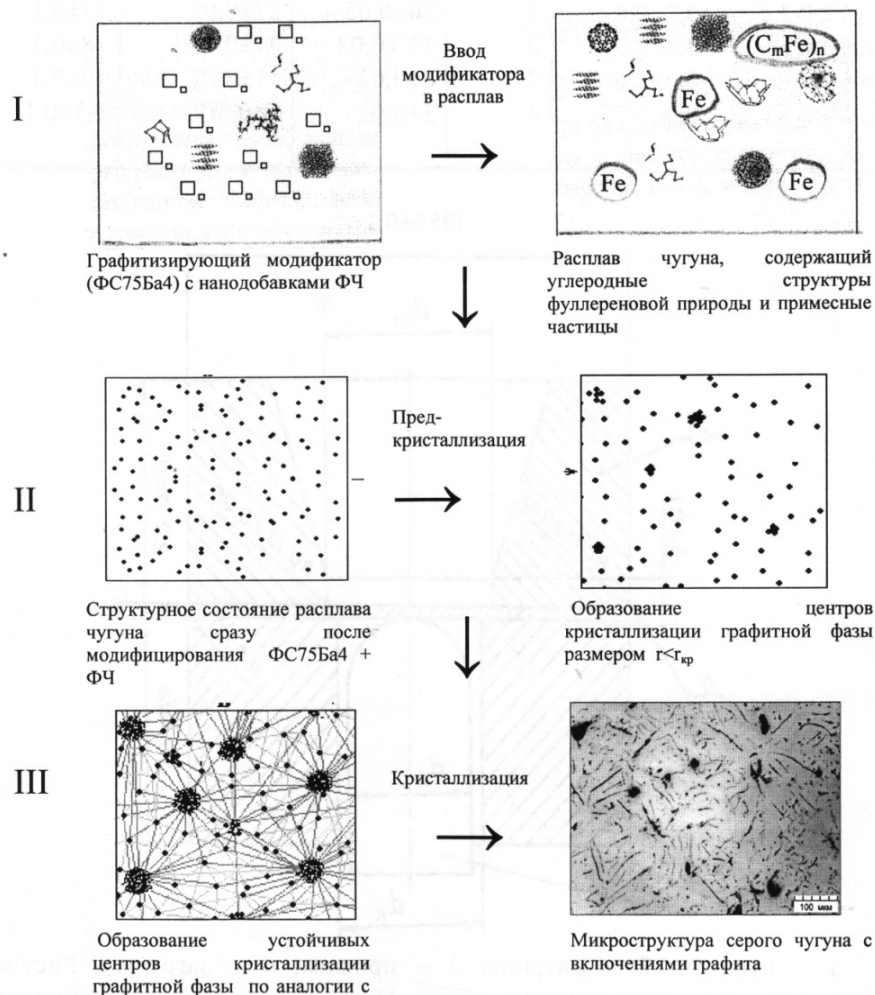 I
Ввод
модификатора
в расплав
(CmFe)n
Fe
Fe
Fe
Графитизирующий модификатор
(ФС75Ба4) с нанодобавками ФЧ
Расплав чугуна, содержащий
углеродные структуры
фуллереновой природы и примесные
частицы
II
Пред-
кристаллизация
Структурное состояние расплава
чугуна сразу после
модифицирования ФС75Ба4 +
ФЧ
Образование центров
кристаллизации графитной фазы
размером r<rкр
III
Кристаллизация
100 мкм
Образование устойчивых
центров кристаллизации
графитной фазы по аналогии с
Микроструктура серого чугуна с
включениями графита